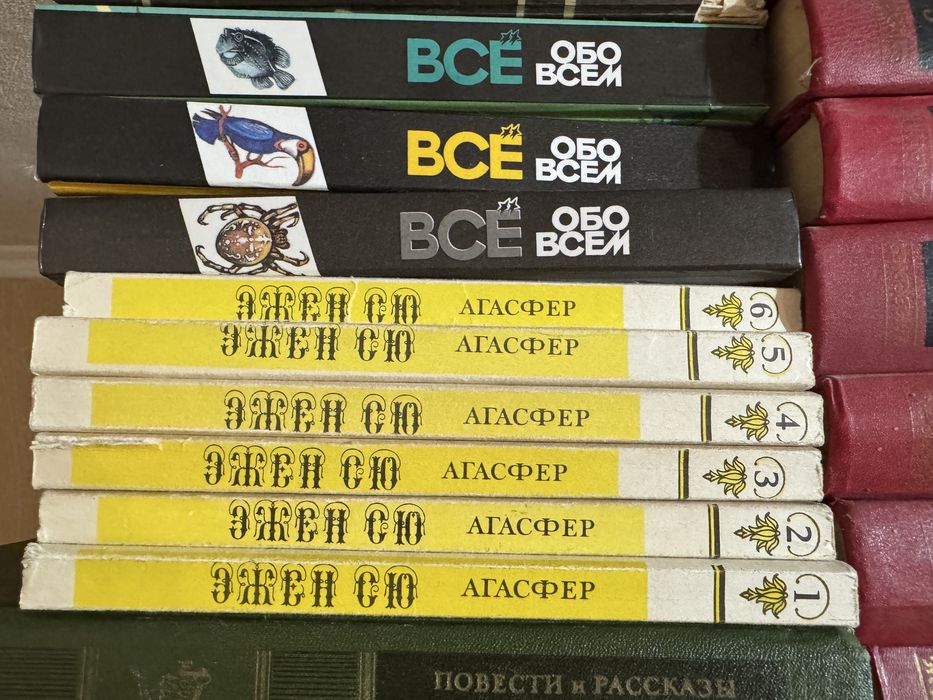 ВСЁ ОБО ВСЕМ
ВСЁ ОБО ВСЕМ
ВСЁ ОБО ВСЕМ
ЭЖЕН СЮ АГАСФЕР 6
ЭЖЕН СЮ АГАСФЕР 5
ЭЖЕН СЮ АГАСФЕР 4
ЭЖЕН СЮ АГАСФЕР 3
ЭЖЕН СЮ АГАСФЕР 2
ЭЖЕН СЮ АГАСФЕР 1
ПОВЕСТИ и РАССКАЗЫ